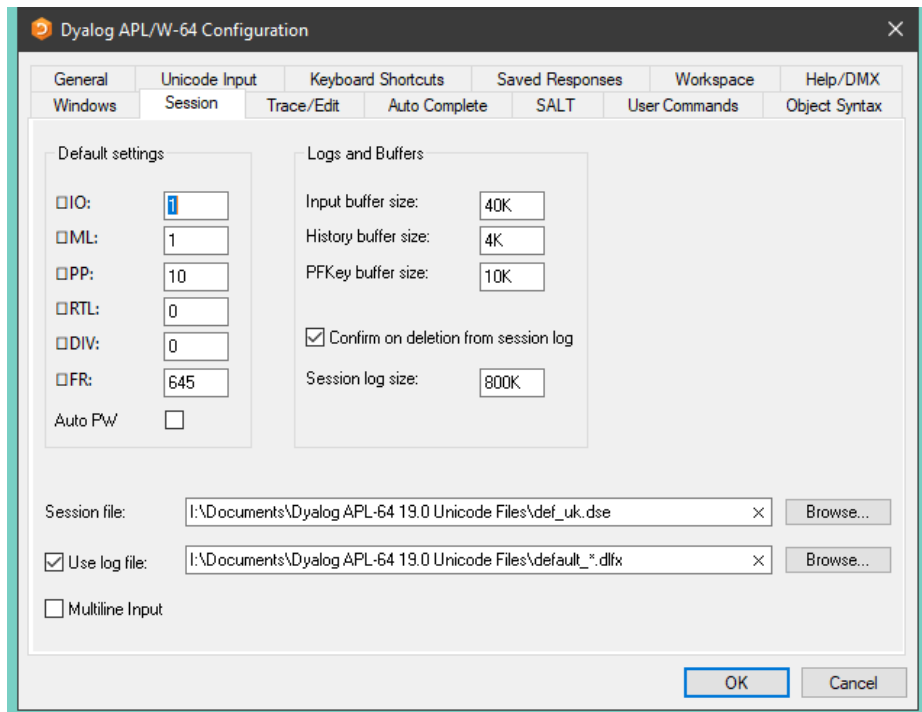 Dyalog APL/W-64 Configuration
General Unicode Input Keyboard Shortcuts Saved Responses Workspace Help/DMX
Windows Session Trace/Edit Auto Complete SALT User Commands Object Syntax
Default settings
⎕IO: 1
⎕ML: 1
⎕PP: 10
⎕RTL: 0
⎕DIV: 0
⎕FR: 645
Auto PW
Logs and Buffers
Input buffer size: 40K
History buffer size: 4K
PFKey buffer size: 10K
Confirm on deletion from session log
Session log size: 800K
Session file: I:\Documents\Dyalog APL-64 19.0 Unicode Files\def_uk.dse Browse...
Use log file: I:\Documents\Dyalog APL-64 19.0 Unicode Files\default_*.dlfx Browse...
Multiline Input
OK Cancel